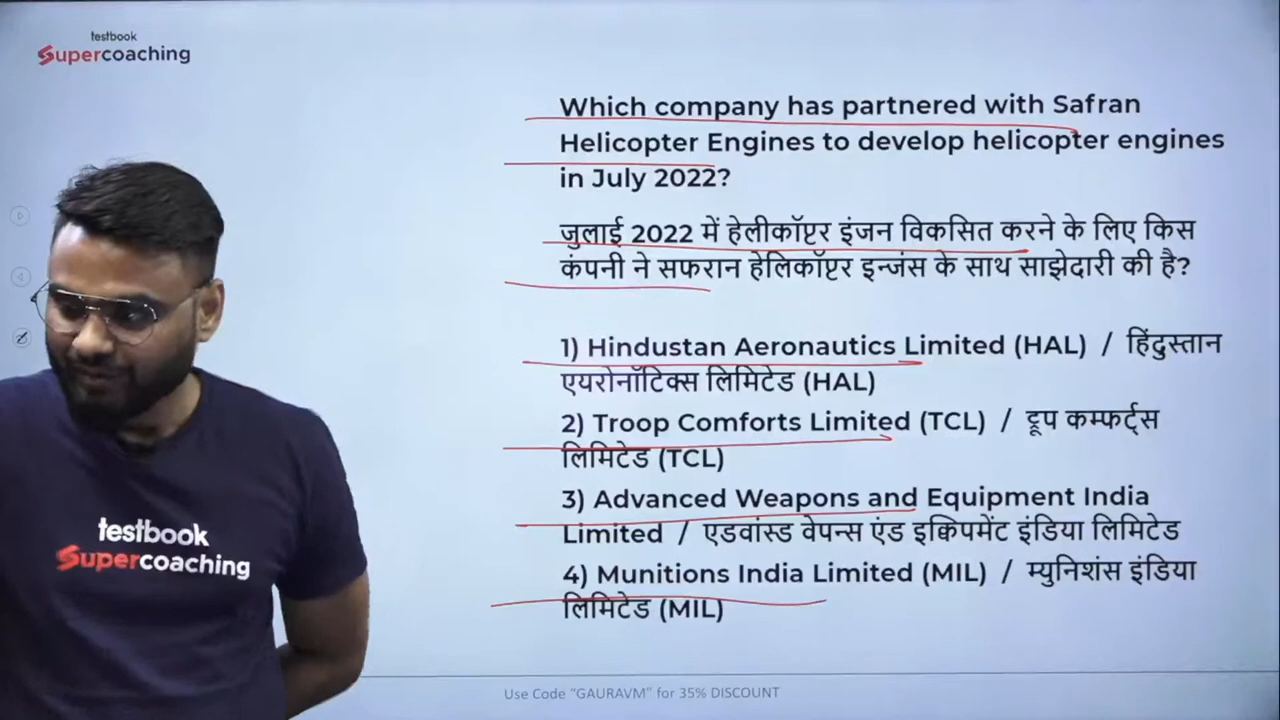 testbook
Supercoaching
Which company has partnered with Safran
Helicopter Engines to develop helicopter engines
in July 2022?
जुलाई 2022 में हेलीकॉप्टर इंजन विकसित करने के लिए किस
कंपनी ने सफरान हेलिकॉप्टर इन्जंस के साथ साझेदारी की है?
1) Hindustan Aeronautics Limited (HAL) / हिंदुस्तान
एयरोनॉटिक्स लिमिटेड (HAL)
2) Troop Comforts Limited (TCL) / ट्रूप कम्फर्ट्स
लिमिटेड (TCL)
3) Advanced Weapons and Equipment India
Limited / एडवांस्ड वेपन्स एंड इक्विपमेंट इंडिया लिमिटेड
4) Munitions India Limited (MIL) / म्युनिशंस इंडिया
लिमिटेड (MIL)
testbook
Supercoaching
Use Code "GAURAVM" for 35% DISCOUNT